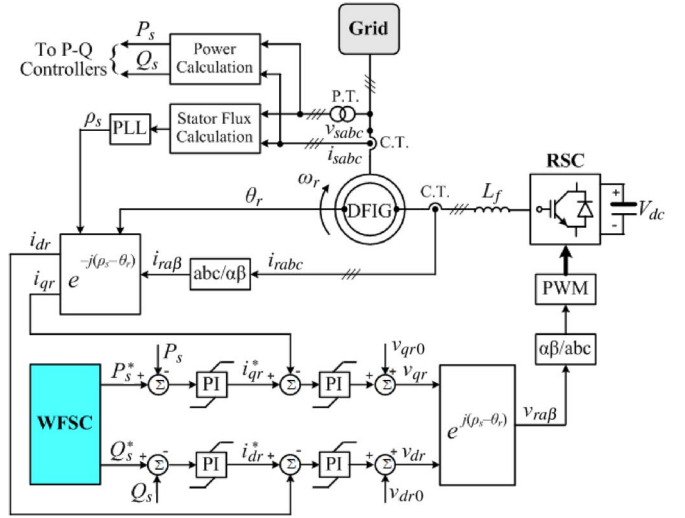 Grid
P_s
Q_s
To P-Q
Controllers
Power
Calculation
P.T.
v_sabc
i_sabc
C.T.
ρ_s
PLL
Stator Flux
Calculation
RSC
ω_r
θ_r
DFIG
C.T.
L_f
+
-
V_dc
i_dr
i_qr
e^-j(ρ_s-θ_r)
i_raβ
abc/αβ
i_rabc
PWM
αβ/abc
P_s
v_qr0
WFSC
P_s^* + Σ -
PI
i_qr^* + Σ -
PI
+ Σ + v_qr
e^j(ρ_s-θ_r)
v_raβ
Q_s^* + Σ -
PI
i_dr^* + Σ -
PI
+ Σ + v_dr
Q_s
v_dr0